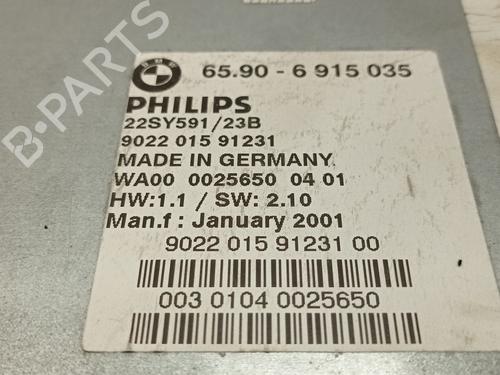 BMW
65.90 - 6 915 035
PHILIPS
22SY591/23B
9022 015 91231
MADE IN GERMANY
WA00 0025650 04 01
HW:1.1 / SW: 2.10
Man.f : January 2001
9022 015 91231 00
003 0104 0025650